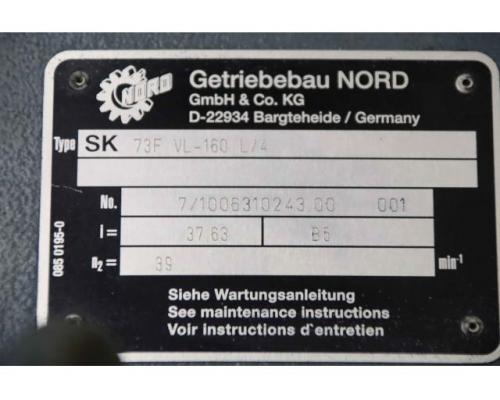 NORD
Getriebebau NORD
GmbH & Co. KG
D-22934 Bargteheide / Germany
Type SK 73F VL-160 L/4
No. 7/1006310243.00 001
i = 37,63 B5
n2 = 39 min-1
Siehe Wartungsanleitung
See maintenance instructions
Voir instructions d`entretien
085 0195-0